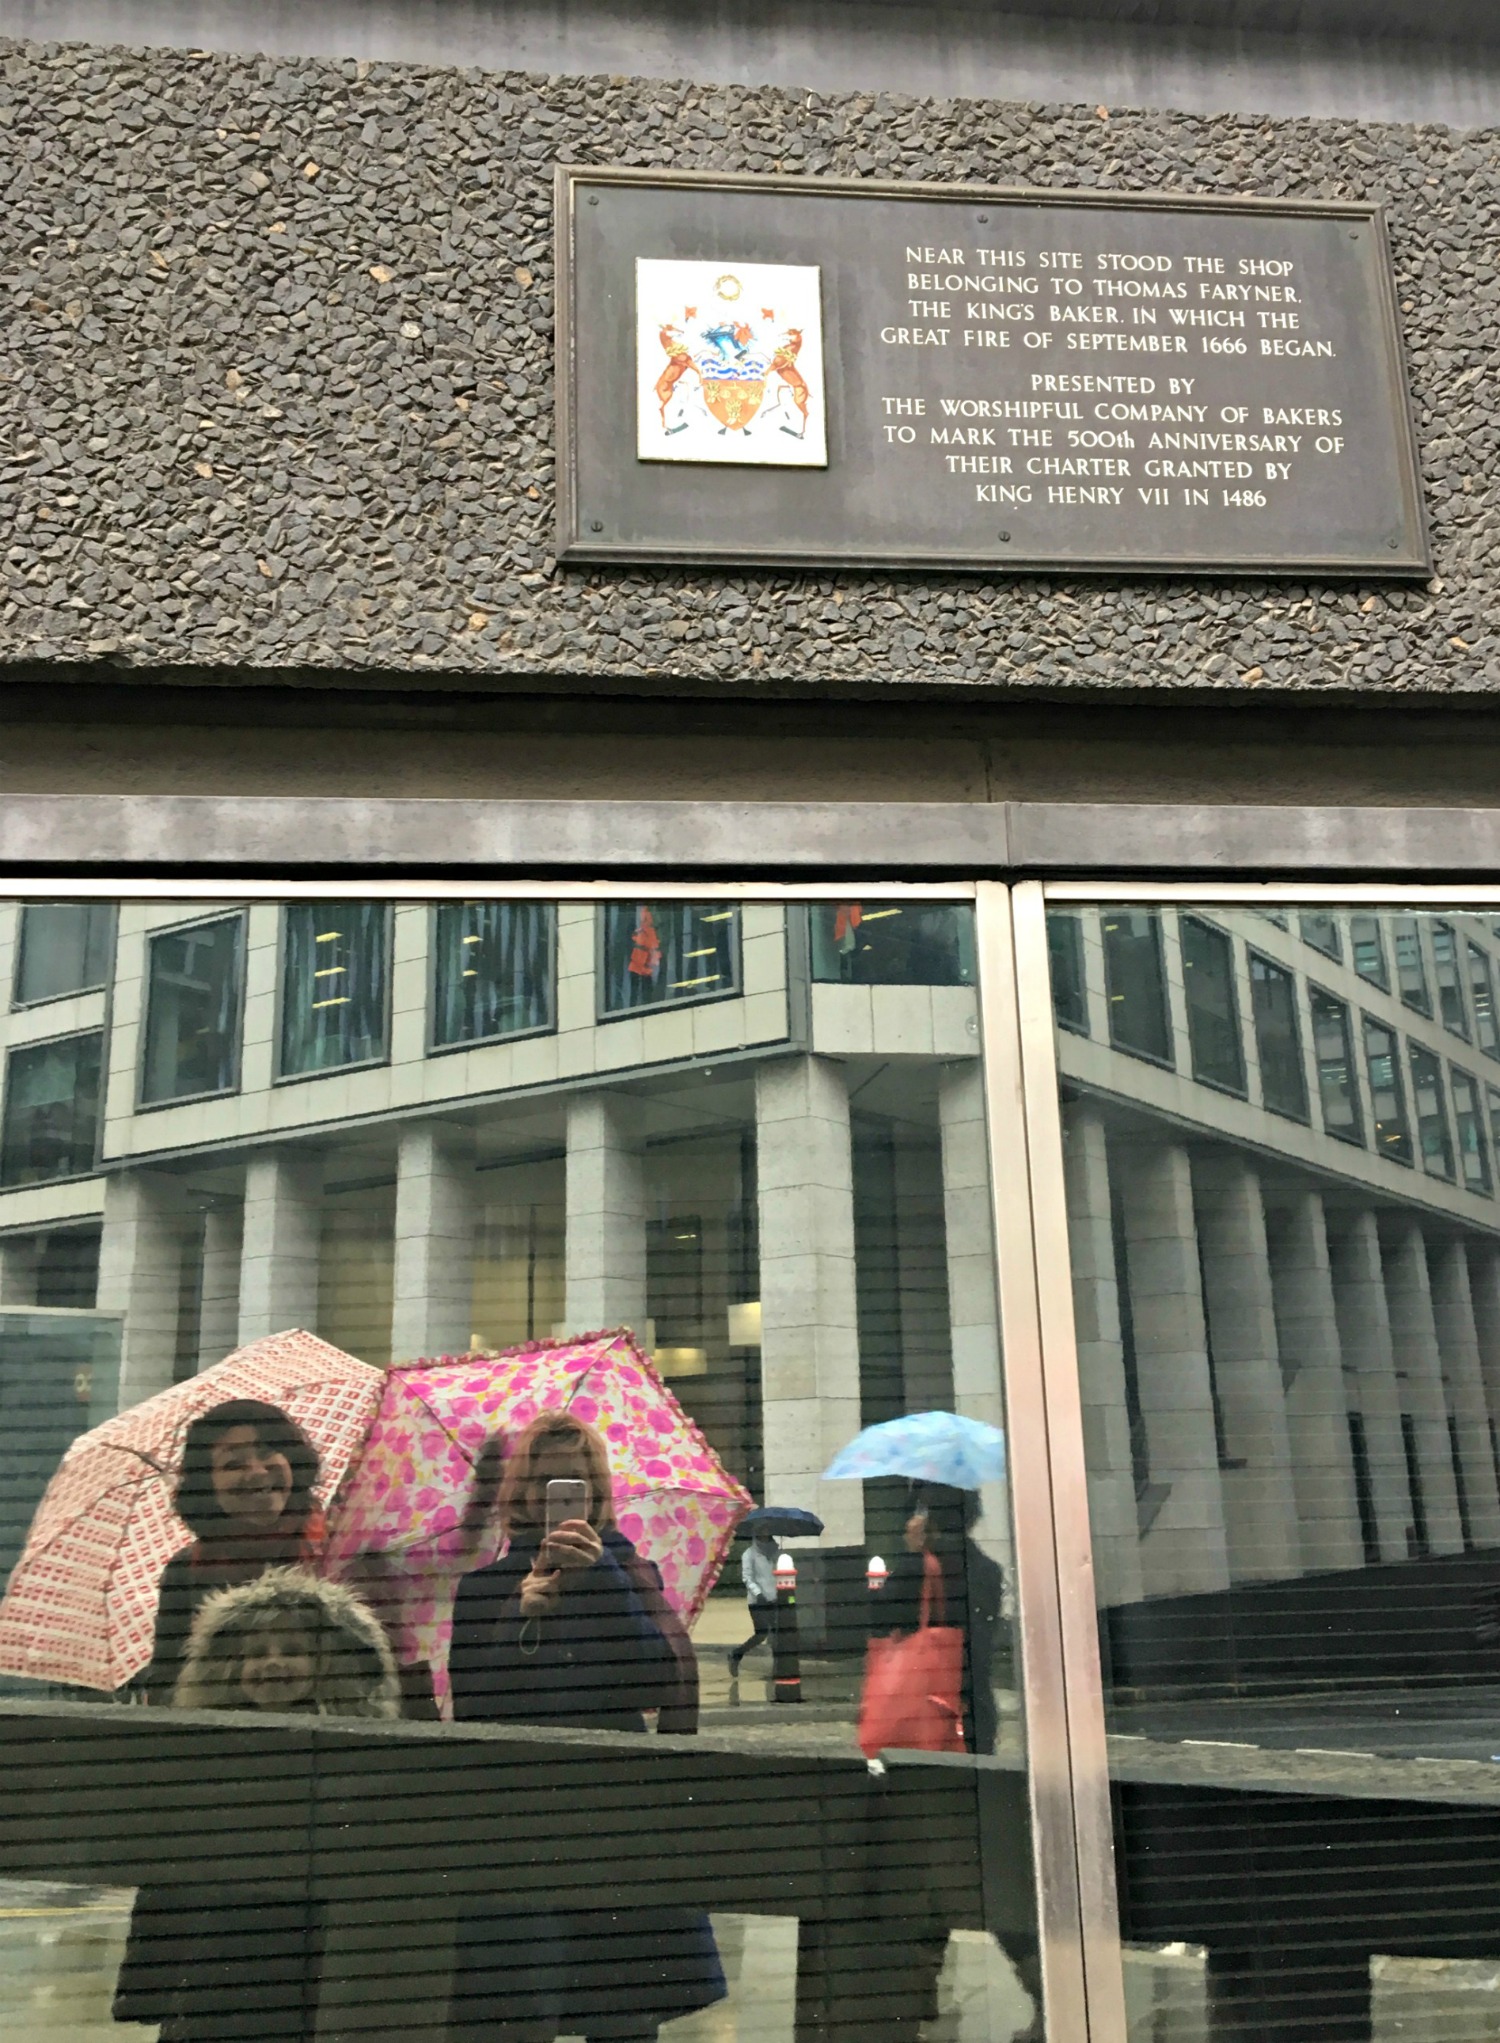 NEAR THIS SITE STOOD THE SHOP
BELONGING TO THOMAS FARYNER,
THE KING'S BAKER, IN WHICH THE
GREAT FIRE OF SEPTEMBER 1666 BEGAN.
PRESENTED BY
THE WORSHIPFUL COMPANY OF BAKERS
TO MARK THE 500th ANNIVERSARY OF
THEIR CHARTER GRANTED BY
KING HENRY VII IN 1486